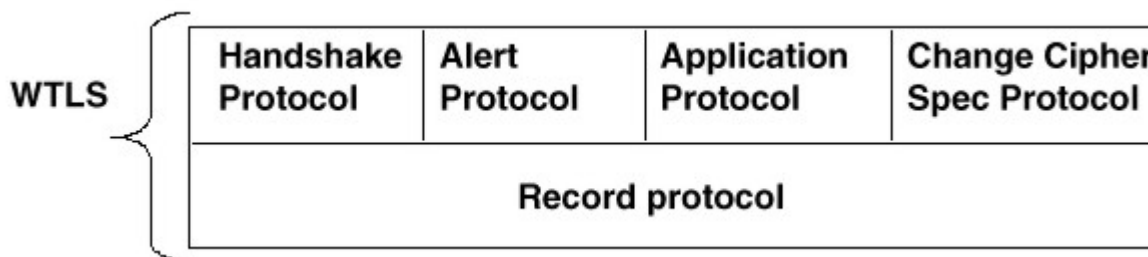 WTLS
Handshake Protocol
Alert Protocol
Application Protocol
Change Cipher Spec Protocol
Record protocol